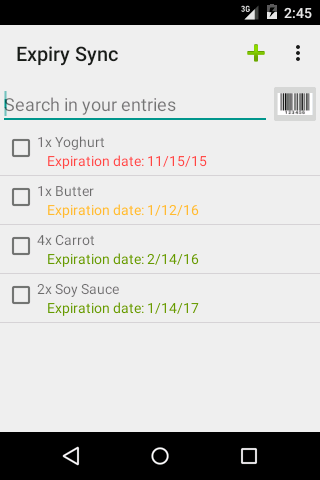 3G 2:45
Expiry Sync
Search in your entries
123456
1x Yoghurt
Expiration date: 11/15/15
1x Butter
Expiration date: 1/12/16
4x Carrot
Expiration date: 2/14/16
2x Soy Sauce
Expiration date: 1/14/17